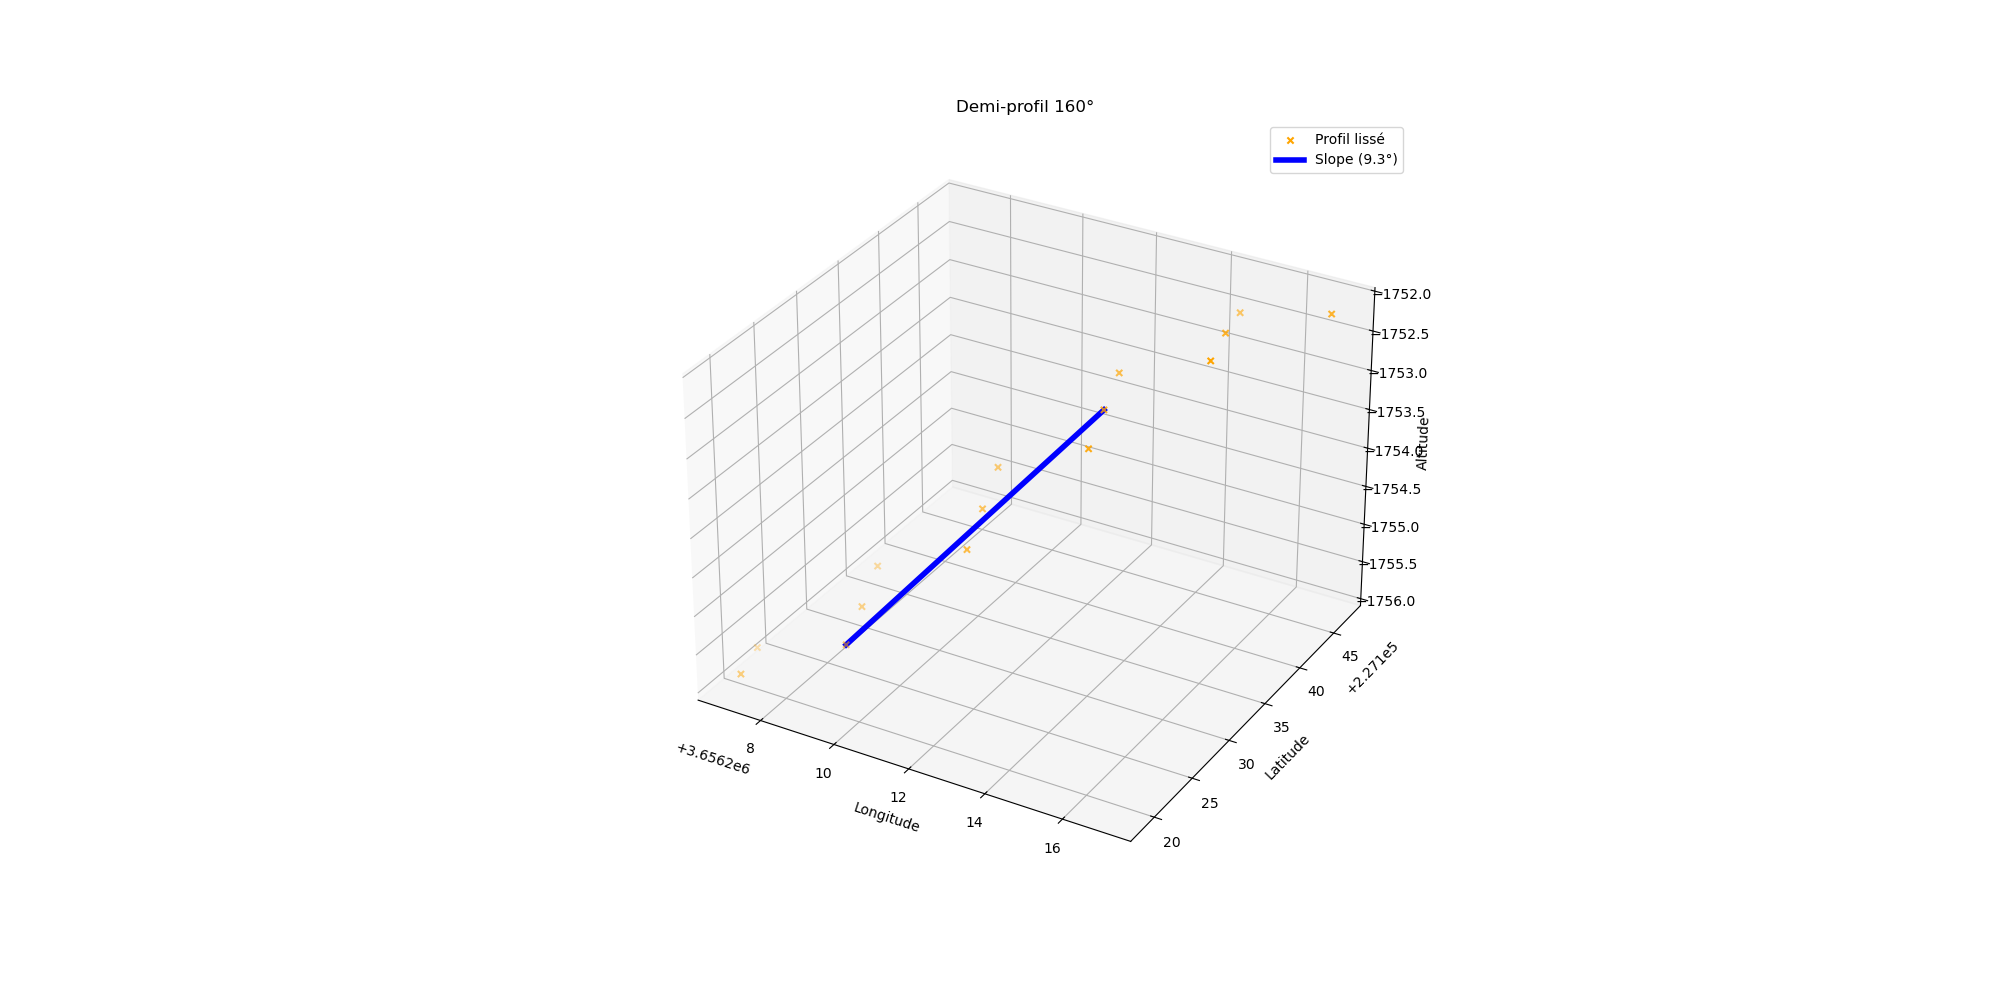 Demi-profil 160°
Profil lissé
Slope (9.3°)
−1752.0
−1752.5
−1753.0
−1753.5
−1754.0
−1754.5
−1755.0
−1755.5
−1756.0
Altitude
45
40
35
30
25
20
+2.271e5
Latitude
8
10
12
14
16
+3.6562e6
Longitude